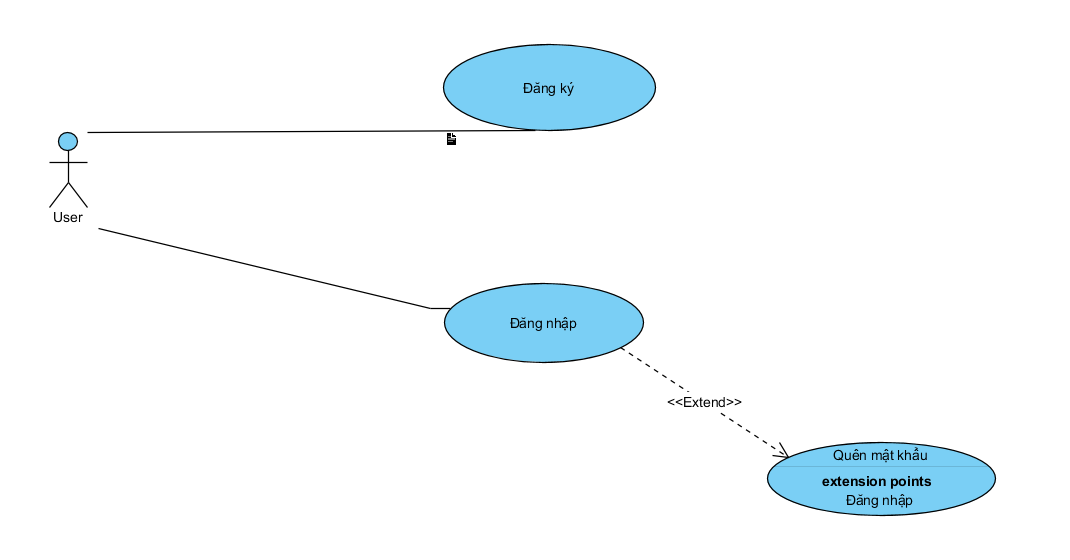 Đăng ký
User
Đăng nhập
<<Extend>>
Quên mật khẩu
extension points
Đăng nhập